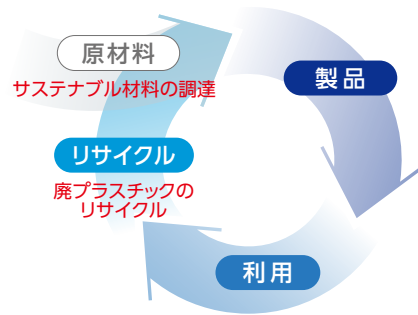 原材料
サステナブル材料の調達
製品
リサイクル
廃プラスチックの
リサイクル
利用